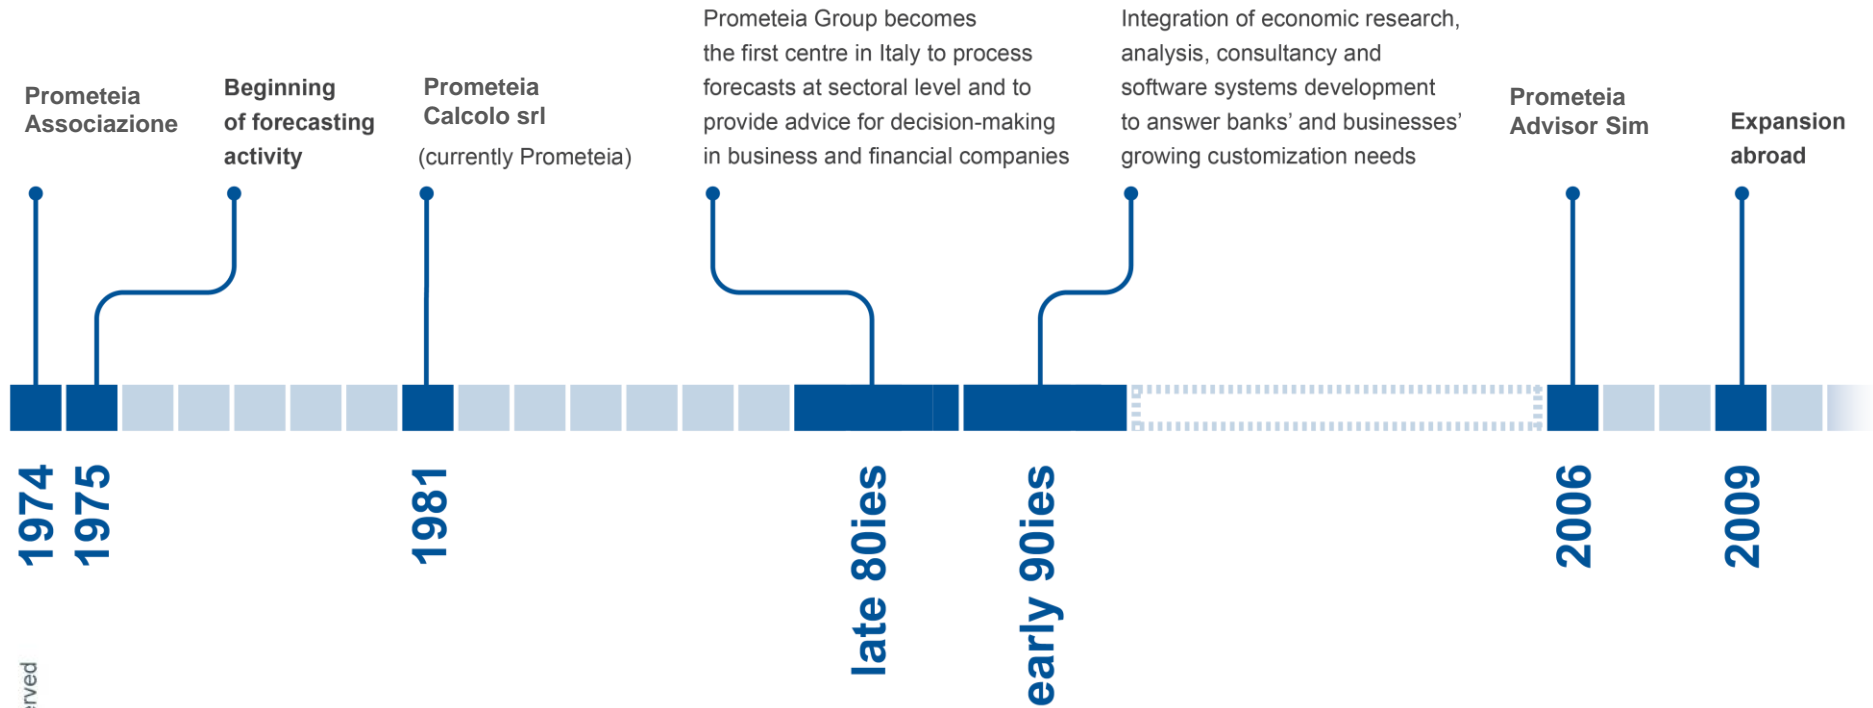 Prometeia
Associazione
Beginning
of forecasting
activity
Prometeia
Calcolo srl
(currently Prometeia)
Prometeia Group becomes
the first centre in Italy to process
forecasts at sectoral level and to
provide advice for decision-making
in business and financial companies
Integration of economic research,
analysis, consultancy and
software systems development
to answer banks’ and businesses’
growing customization needs
Prometeia
Advisor Sim
Expansion
abroad
1974
1975
1981
late 80ies
early 90ies
2006
2009